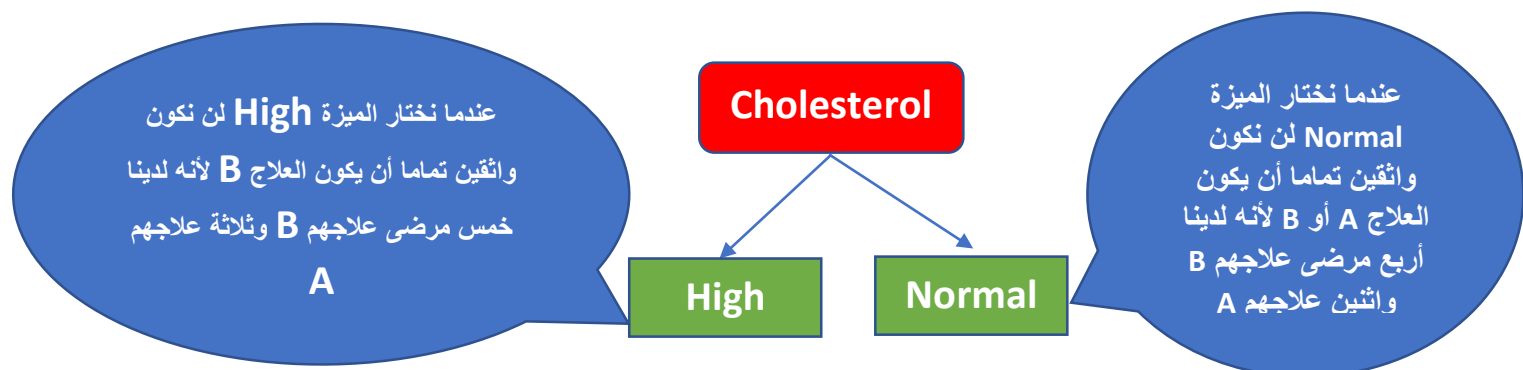 Cholesterol
عندما نختار الميزة High لن نكون
واثقين تماما أن يكون العلاج B لأنه لدينا
خمس مرضى علاجهم B وثلاثة علاجهم
A
عندما نختار الميزة
Normal لن نكون
واثقين تماما أن يكون
العلاج A أو B لأنه لدينا
أربع مرضى علاجهم B
واثنين علاجهم A
High
Normal